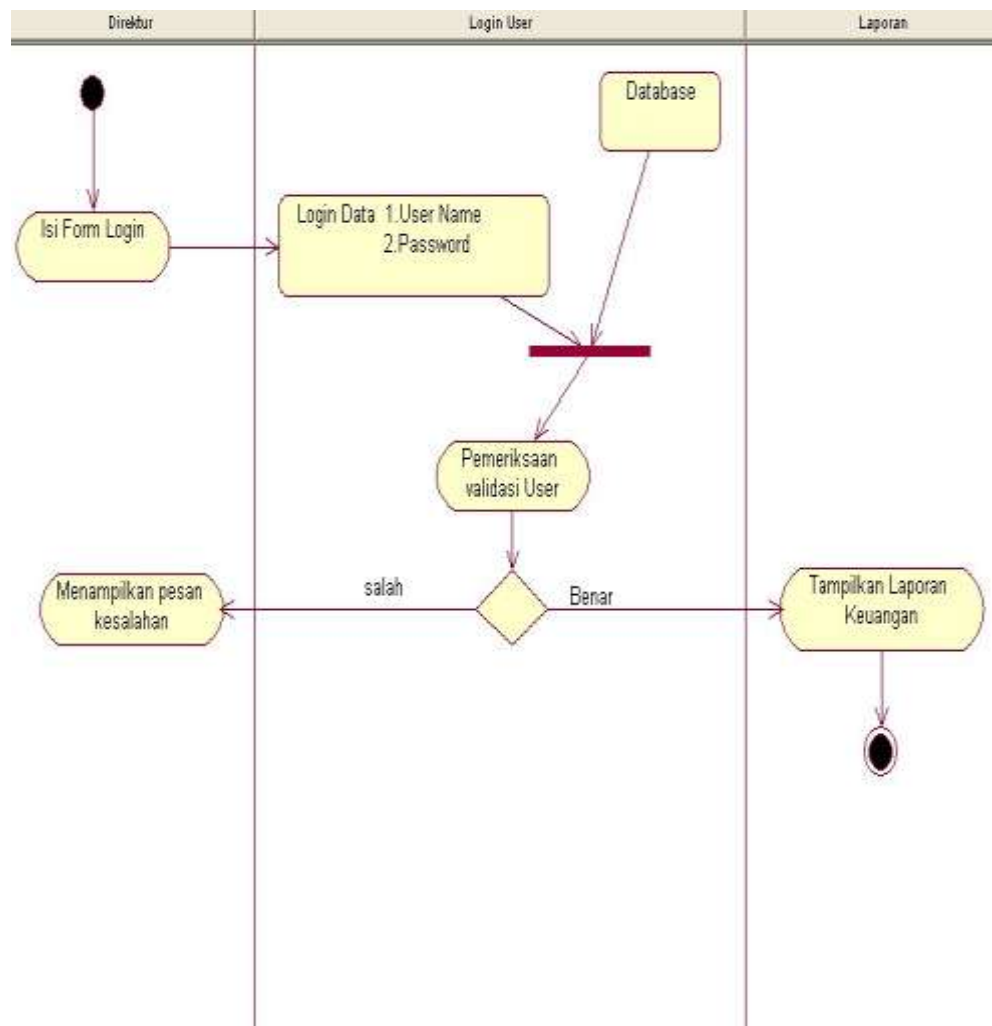 Direktur
Login User
Laporan
Database
Isi Form Login
Login Data 1.User Name
2.Password
Pemeriksaan
validasi User
Menampilkan pesan
kesalahan
salah
Benar
Tampilkan Laporan
Keuangan